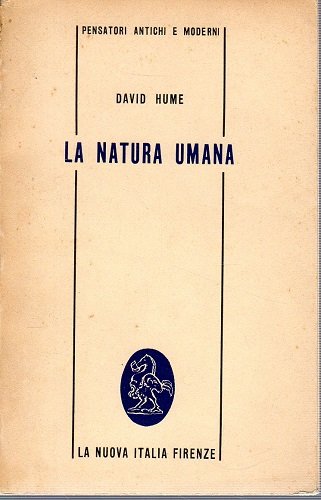 PENSATORI ANTICHI E MODERNI
DAVID HUME
LA NATURA UMANA
LA NUOVA ITALIA FIRENZE